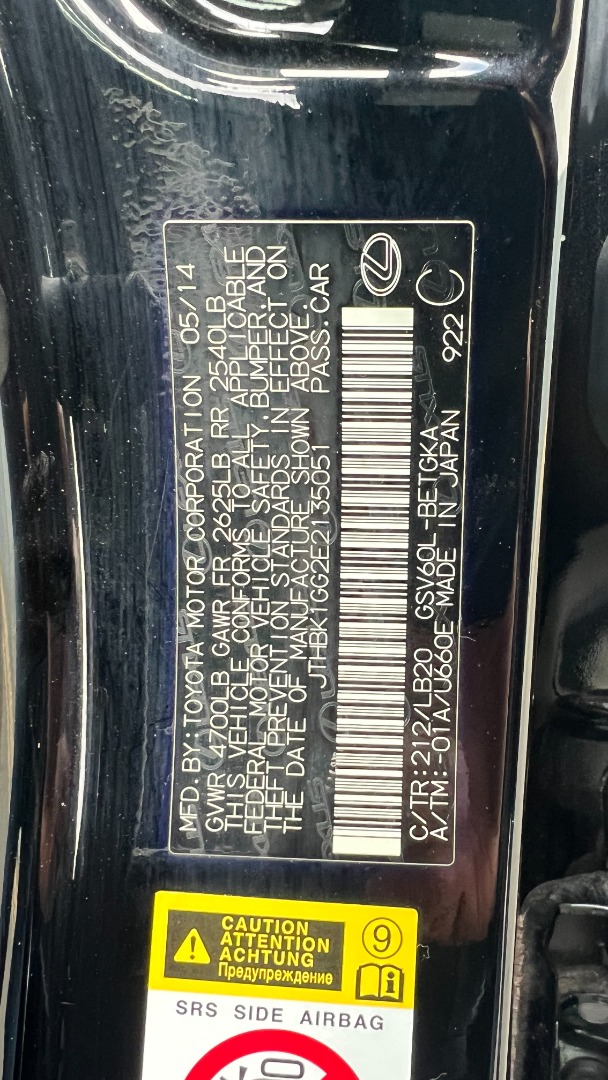 MFD.BY:TOYOTA MOTOR CORPORATION 05/14
GVWR 4700LB GAWR FR 2625LB RR 2540LB
THIS VEHICLE CONFORMS TO ALL APPLICABLE
FEDERAL MOTOR VEHICLE SAFETY,BUMPER,AND
THEFT PREVENTION STANDARDS IN EFFECT ON
THE DATE OF MANUFACTURE SHOWN ABOVE.
JTHBK1GG2E2135051 PASS.CAR
C/TR:212/LB20 GSV60L-BETGKA
A/TM:-01A/U660E MADE IN JAPAN 922
CAUTION
ATTENTION
ACHTUNG
Предупреждение
9
SRS SIDE AIRBAG